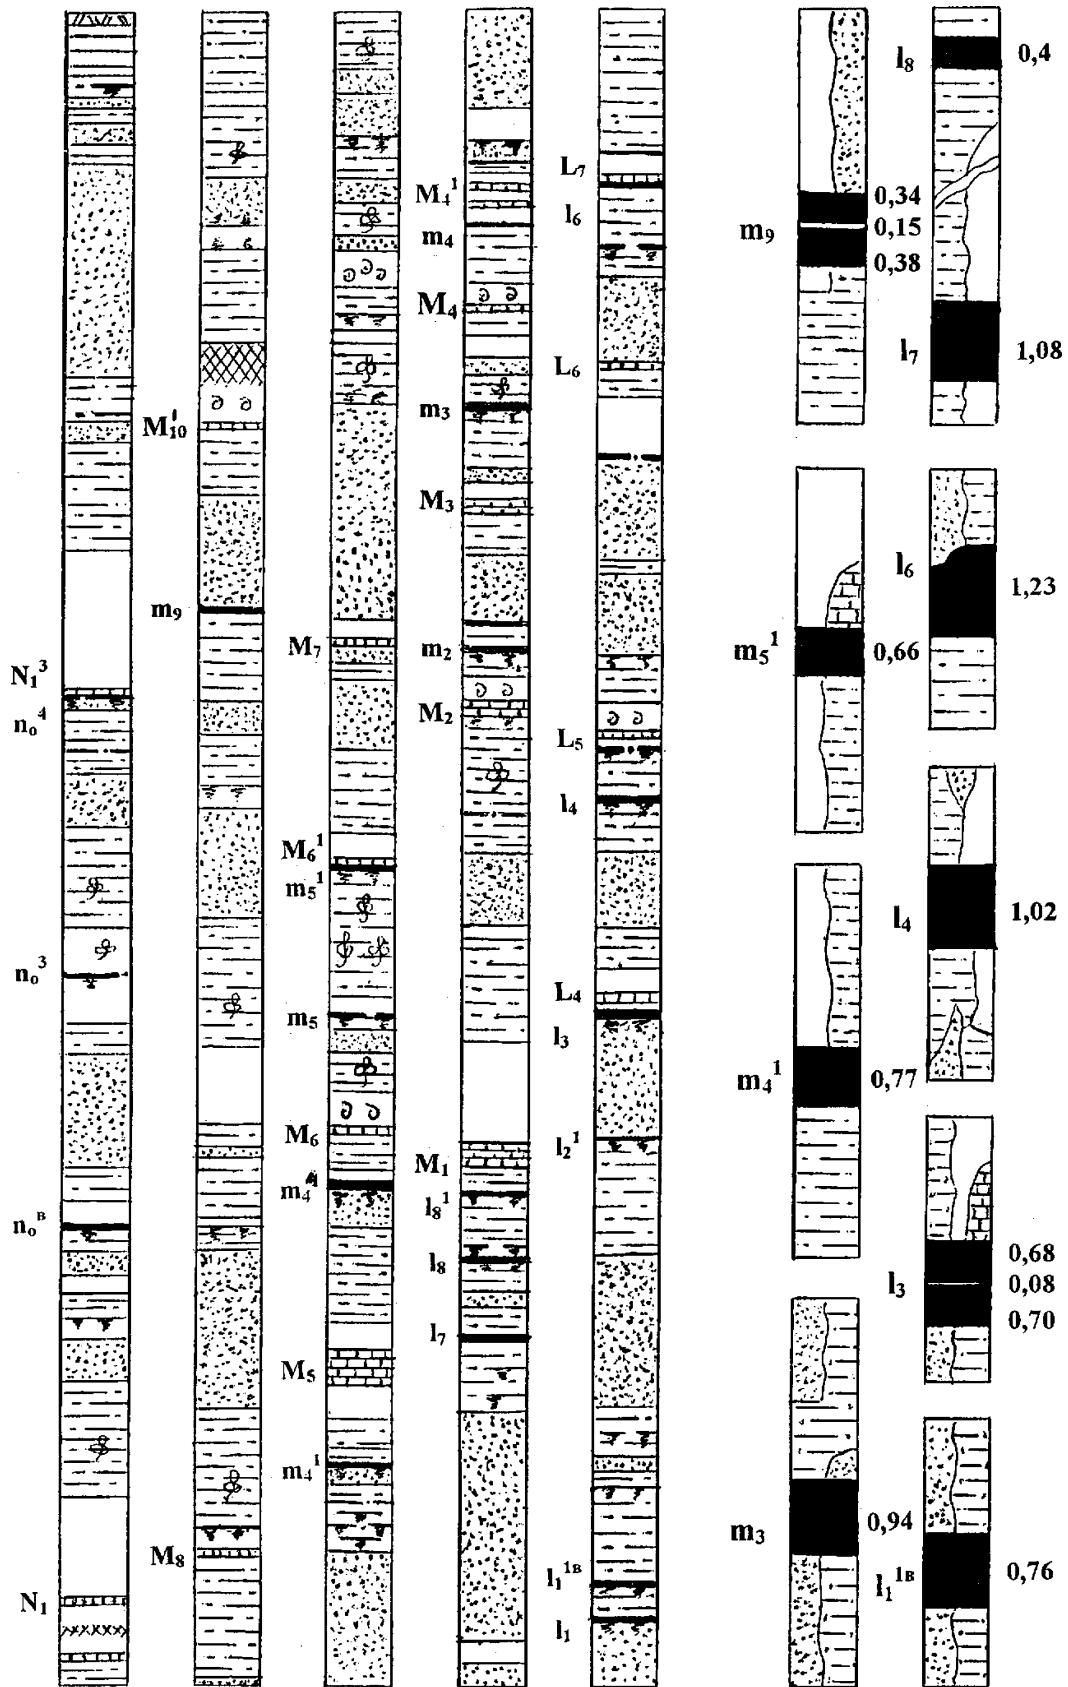 N₁³
n₀⁴
n₀³
n₀ᴮ
N₁
M₁₀¹
m₉
M₈
M₇
M₆¹
m₅¹
m₅
M₆
m₄¹
M₅
m₄¹
M₄¹
m₄
M₄
m₃
M₃
m₂
M₂
M₁
l₈¹
l₈
l₇
L₇
l₆
L₆
L₅
l₄
L₄
l₃
l₂¹
l₁¹ᴮ
l₁
m₉
0,34
0,15
0,38
m₅¹
0,66
m₄¹
0,77
m₃
0,94
l₈
0,4
l₇
1,08
l₆
1,23
l₄
1,02
l₃
0,68
0,08
0,70
l₁¹ᴮ
0,76